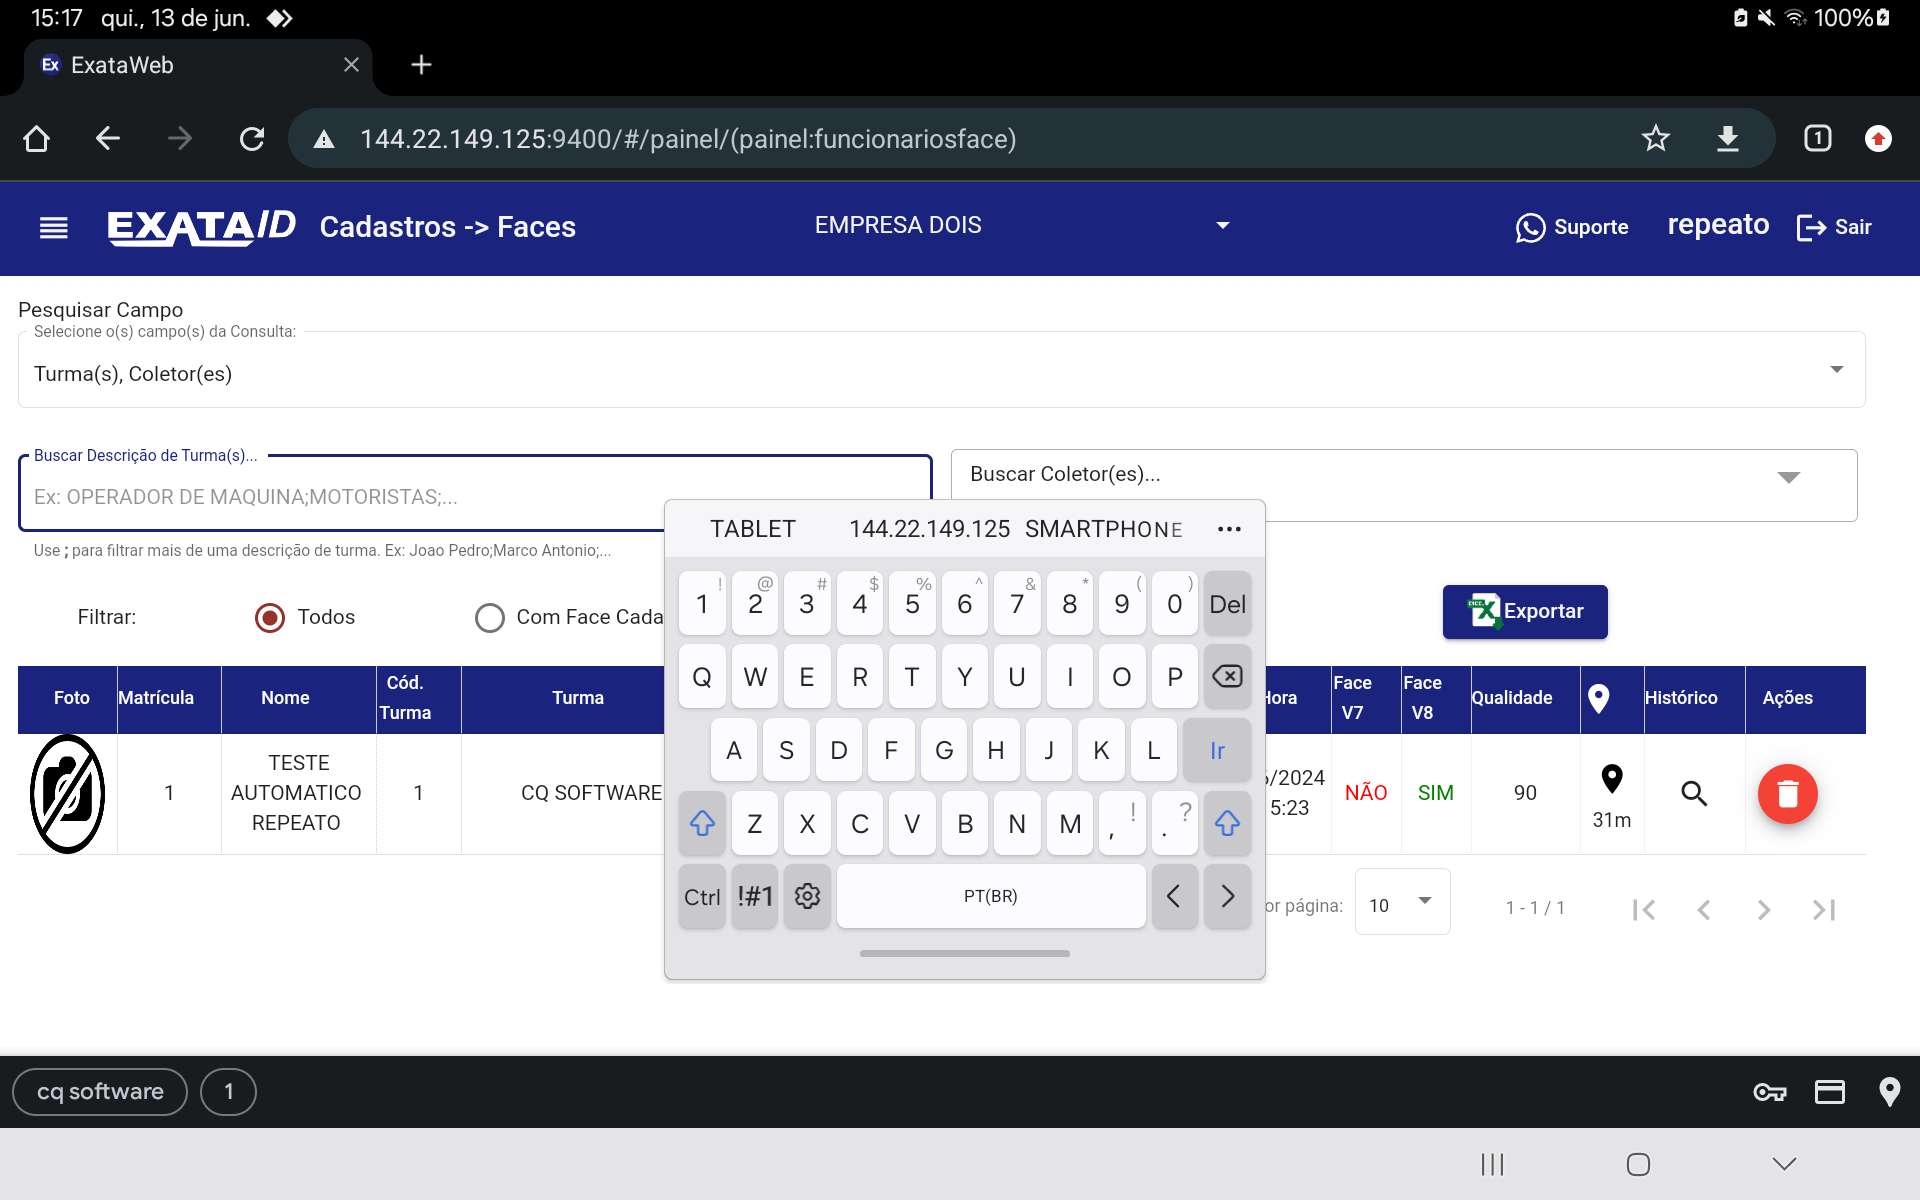 15:17 qui., 13 de jun. 100%
Ex ExataWeb
144.22.149.125:9400/#/painel/(painel:funcionariosface) 1
EXATA/ID Cadastros -> Faces EMPRESA DOIS Suporte repeato Sair
Pesquisar Campo
Selecione o(s) campo(s) da Consulta:
Turma(s), Coletor(es)
Buscar Descrição de Turma(s)...
Ex: OPERADOR DE MAQUINA;MOTORISTAS;...
Buscar Coletor(es)...
Use ; para filtrar mais de uma descrição de turma. Ex: Joao Pedro;Marco Antonio;...
Filtrar: Todos Com Face Cada
Exportar
Foto Matrícula Nome Cód. Turma Turma Hora Face V7 Face V8 Qualidade Histórico Ações
1 TESTE AUTOMATICO REPEATO 1 CQ SOFTWARE /2024 5:23 NÃO SIM 90 31m
or página: 10 1 - 1 / 1
TABLET 144.22.149.125 SMARTPHONE
! @ # $ % ^ & * ( )
1 2 3 4 5 6 7 8 9 0 Del
Q W E R T Y U I O P
A S D F G H J K L Ir
Z X C V B N M , ! . ?
Ctrl !#1 PT(BR) < >
cq software 1